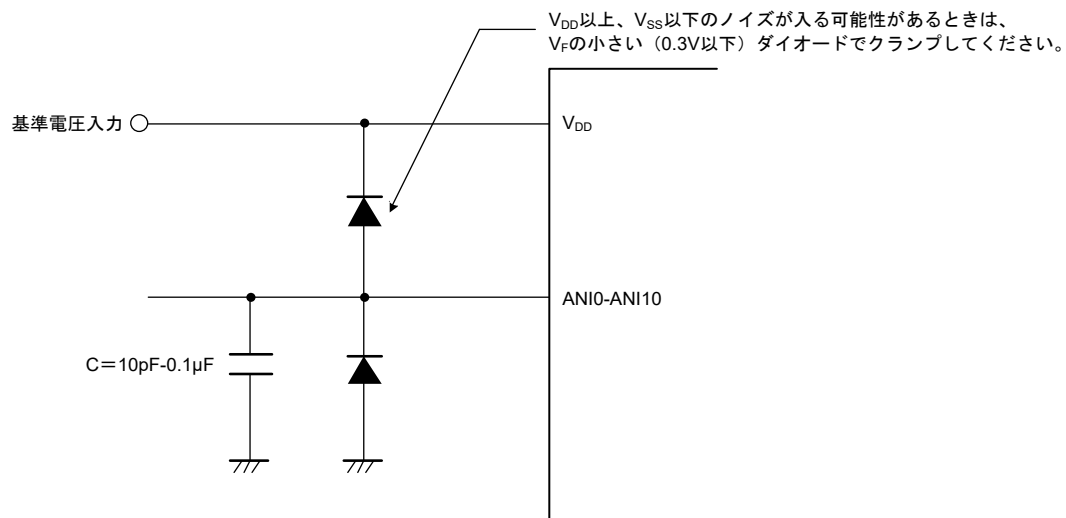 VDD以上、VSS以下のノイズが入る可能性があるときは、
VFの小さい（0.3V以下）ダイオードでクランプしてください。
基準電圧入力
VDD
ANI0-ANI10
C＝10pF-0.1μF